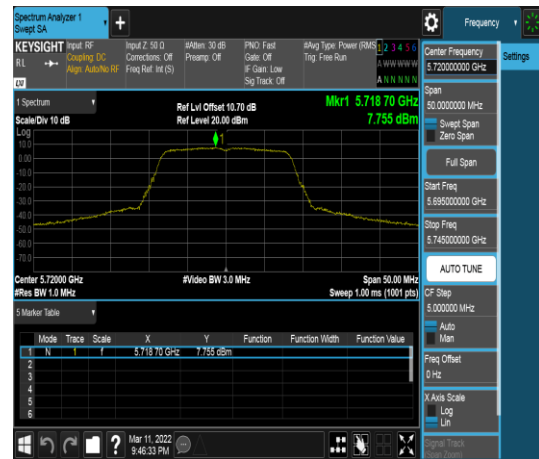 Spectrum Analyzer 1
Swept SA
+
Frequency
KEYSIGHT
RL
Input: RF
Coupling: DC
Align: Auto/No RF
Input Z: 50 Ω
Corrections: Off
Freq Ref: Int (S)
#Atten: 30 dB
Preamp: Off
PNO: Fast
Gate: Off
IF Gain: Low
Sig Track: Off
#Avg Type: Power (RMS
Trig: Free Run
1 2 3 4 5 6
A WW WW W
A N N N N N
1 Spectrum
Scale/Div 10 dB
Ref Lvl Offset 10.70 dB
Ref Level 20.00 dBm
Mkr1 5.718 70 GHz
7.755 dBm
Log
1
10.0
0.00
-10.0
-20.0
-30.0
-40.0
-50.0
-60.0
-70.0
Center 5.72000 GHz
#Res BW 1.0 MHz
#Video BW 3.0 MHz
Span 50.00 MHz
Sweep 1.00 ms (1001 pts)
5 Marker Table
Mode Trace Scale X Y Function Function Width Function Value
1 N 1 f 5.718 70 GHz 7.755 dBm
2
3
4
5
6
Mar 11, 2022
9:46:33 PM
Center Frequency
5.720000000 GHz
Span
50.0000000 MHz
Swept Span
Zero Span
Full Span
Start Freq
5.695000000 GHz
Stop Freq
5.745000000 GHz
AUTO TUNE
CF Step
5.000000 MHz
Auto
Man
Freq Offset
0 Hz
X Axis Scale
Log
Lin
Signal Track
(Span Zoom)
Settings